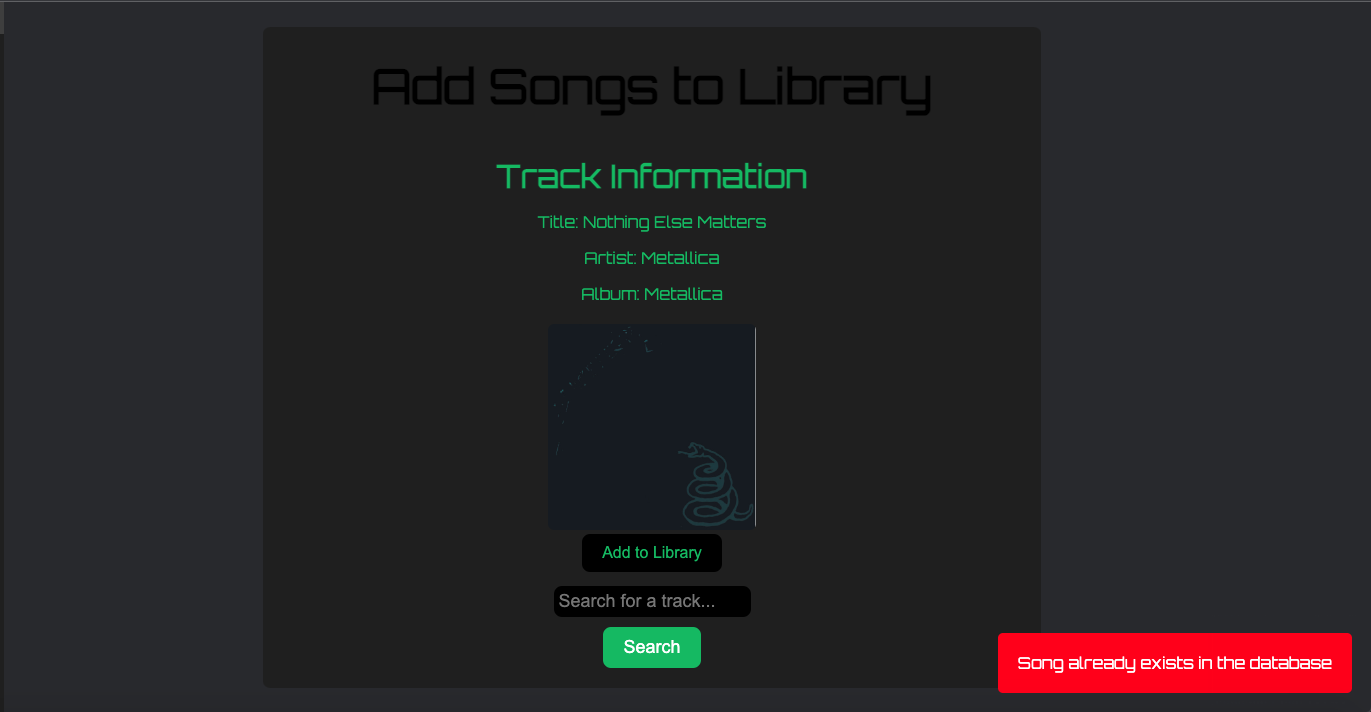 Add Songs to Library
Track Information
Title: Nothing Else Matters
Artist: Metallica
Album: Metallica
Add to Library
Search for a track...
Search
Song already exists in the database